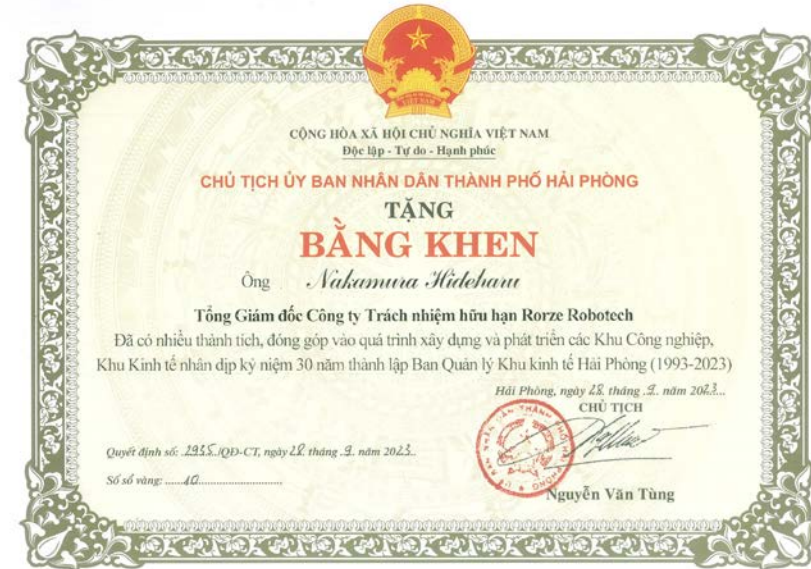 VIỆT NAM
CỘNG HÒA XÃ HỘI CHỦ NGHĨA VIỆT NAM
Độc lập - Tự do - Hạnh phúc
CHỦ TỊCH ỦY BAN NHÂN DÂN THÀNH PHỐ HẢI PHÒNG
TẶNG
BẰNG KHEN
Ông Nakamura Hideharu
Tổng Giám đốc Công ty Trách nhiệm hữu hạn Rorze Robotech
Đã có nhiều thành tích, đóng góp vào quá trình xây dựng và phát triển các Khu Công nghiệp,
Khu Kinh tế nhân dịp kỷ niệm 30 năm thành lập Ban Quản lý Khu kinh tế Hải Phòng (1993-2023)
Hải Phòng, ngày 28 tháng 9 năm 2023
CHỦ TỊCH
Quyết định số: 2955/QĐ-CT, ngày 28 tháng 9 năm 2023
Số sổ vàng: 40
Nguyễn Văn Tùng